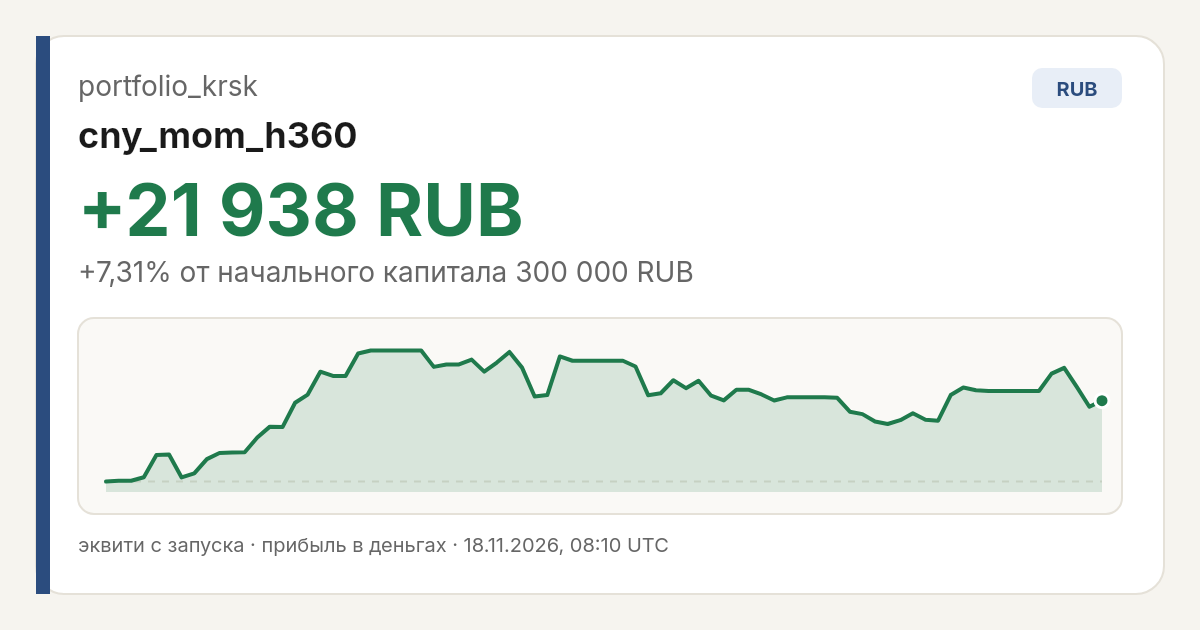 portfolio_krsk
RUB
cny_mom_h360
+21 938 RUB
+7,31% от начального капитала 300 000 RUB
эквити с запуска · прибыль в деньгах · 18.11.2026, 08:10 UTC